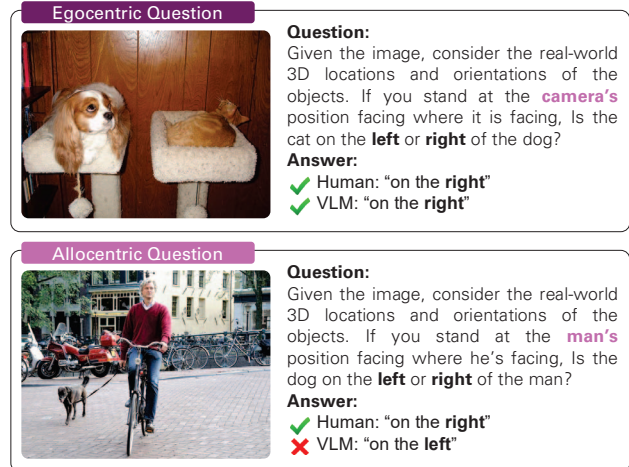 Egocentric Question
Question:
Given the image, consider the real-world
3D locations and orientations of the
objects. If you stand at the camera's
position facing where it is facing, Is the
cat on the left or right of the dog?
Answer:
Human: “on the right”
VLM: “on the right”
Allocentric Question
Question:
Given the image, consider the real-world
3D locations and orientations of the
objects. If you stand at the man's
position facing where he's facing, Is the
dog on the left or right of the man?
Answer:
Human: “on the right”
VLM: “on the left”